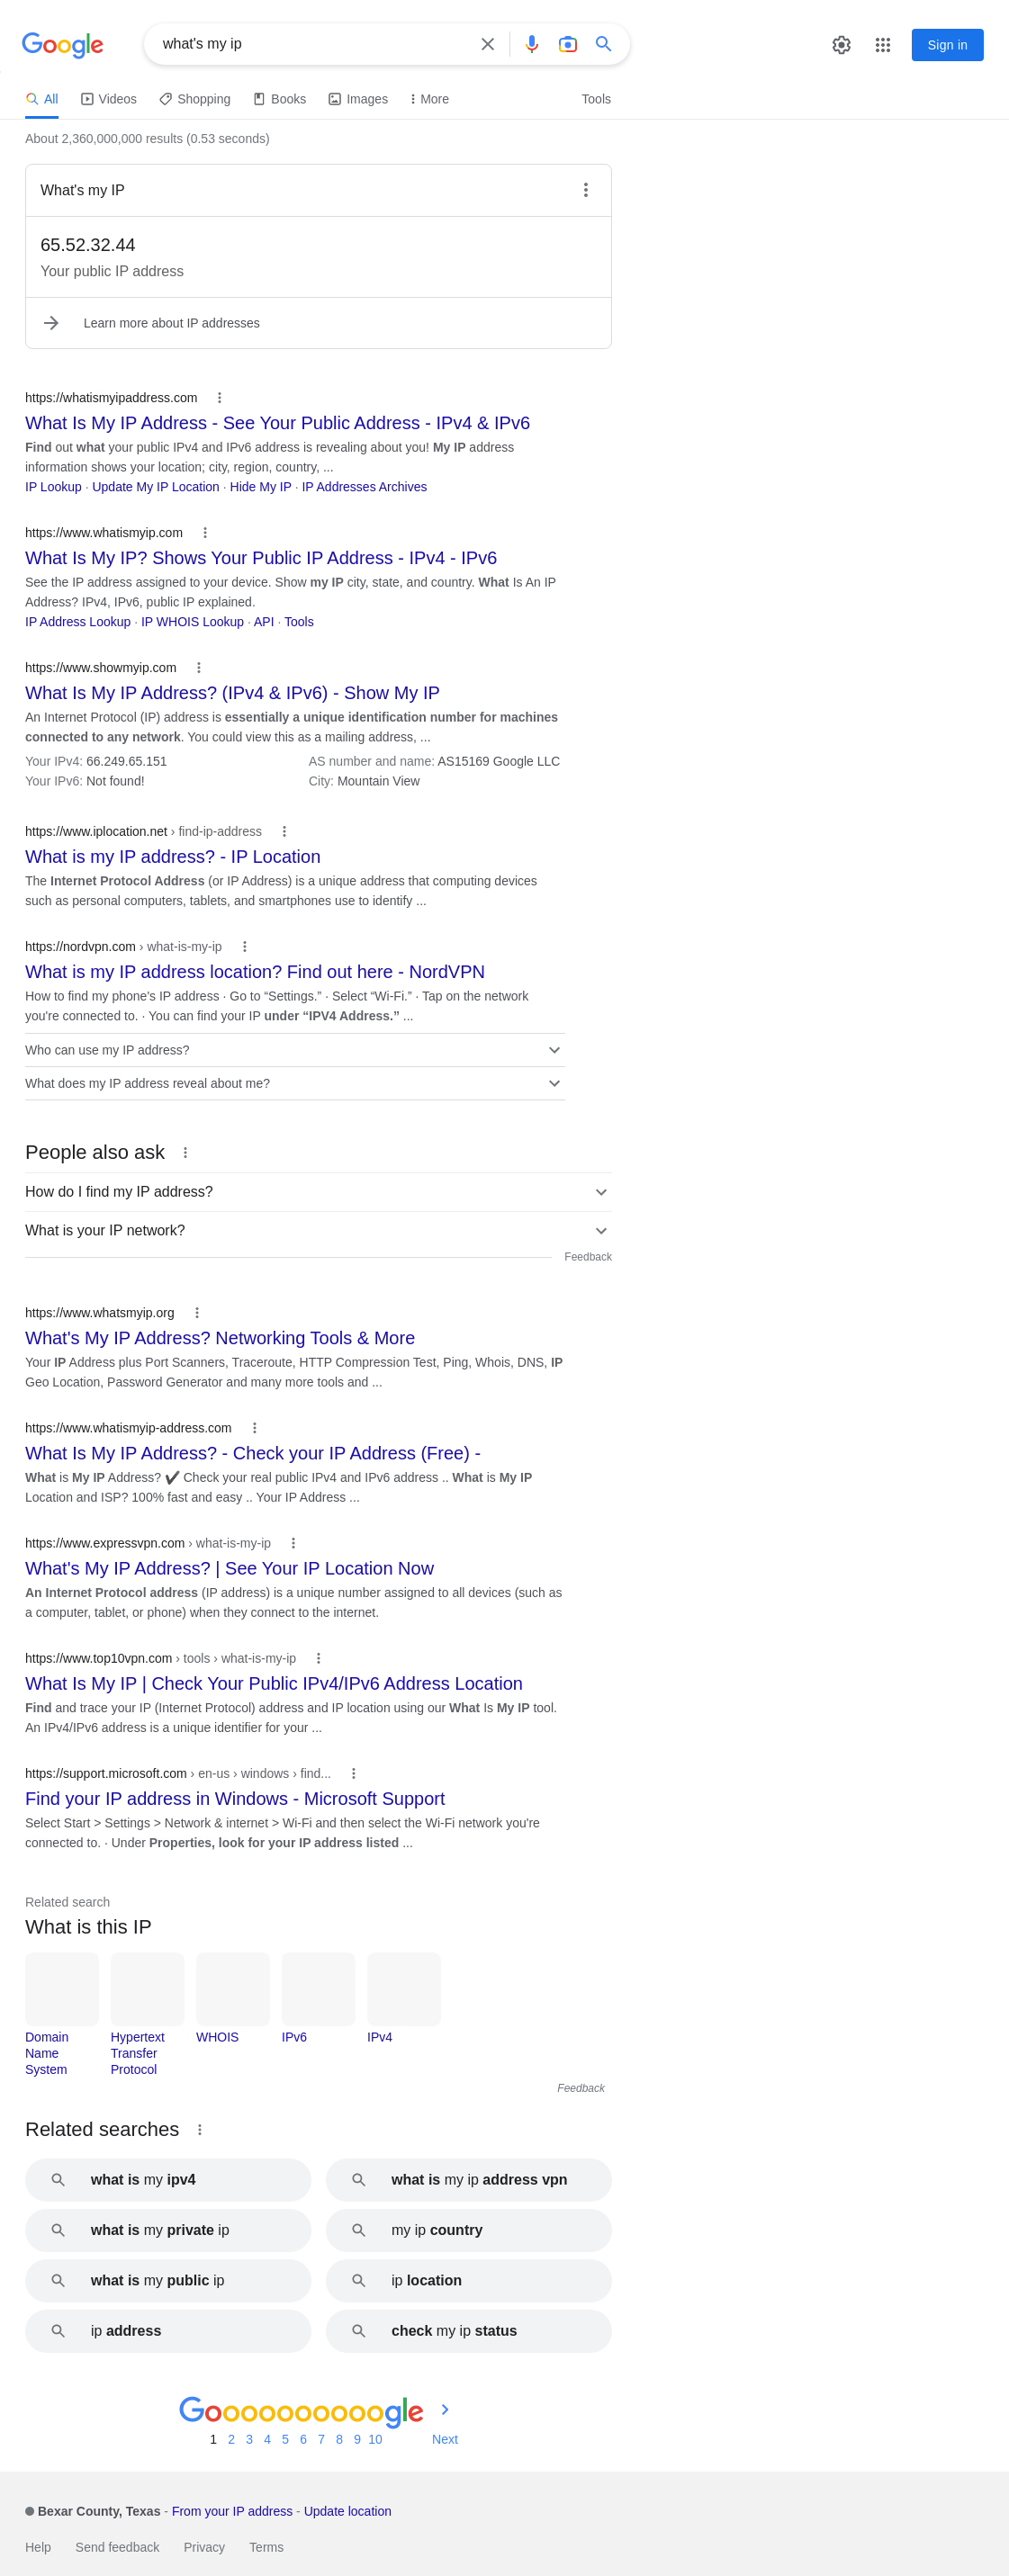 Google
what's my ip
Sign in
All Videos Shopping Books Images More Tools
About 2,360,000,000 results (0.53 seconds)
What's my IP
65.52.32.44
Your public IP address
Learn more about IP addresses
https://whatismyipaddress.com
What Is My IP Address - See Your Public Address - IPv4 & IPv6
Find out what your public IPv4 and IPv6 address is revealing about you! My IP address
information shows your location; city, region, country, ...
IP Lookup · Update My IP Location · Hide My IP · IP Addresses Archives
https://www.whatismyip.com
What Is My IP? Shows Your Public IP Address - IPv4 - IPv6
See the IP address assigned to your device. Show my IP city, state, and country. What Is An IP
Address? IPv4, IPv6, public IP explained.
IP Address Lookup · IP WHOIS Lookup · API · Tools
https://www.showmyip.com
What Is My IP Address? (IPv4 & IPv6) - Show My IP
An Internet Protocol (IP) address is essentially a unique identification number for machines
connected to any network. You could view this as a mailing address, ...
Your IPv4: 66.249.65.151 AS number and name: AS15169 Google LLC
Your IPv6: Not found! City: Mountain View
https://www.iplocation.net › find-ip-address
What is my IP address? - IP Location
The Internet Protocol Address (or IP Address) is a unique address that computing devices
such as personal computers, tablets, and smartphones use to identify ...
https://nordvpn.com › what-is-my-ip
What is my IP address location? Find out here - NordVPN
How to find my phone's IP address · Go to “Settings.” · Select “Wi-Fi.” · Tap on the network
you're connected to. · You can find your IP under “IPV4 Address.” ...
Who can use my IP address?
What does my IP address reveal about me?
People also ask
How do I find my IP address?
What is your IP network?
Feedback
https://www.whatsmyip.org
What's My IP Address? Networking Tools & More
Your IP Address plus Port Scanners, Traceroute, HTTP Compression Test, Ping, Whois, DNS, IP
Geo Location, Password Generator and many more tools and ...
https://www.whatismyip-address.com
What Is My IP Address? - Check your IP Address (Free) -
What is My IP Address? ✔️ Check your real public IPv4 and IPv6 address .. What is My IP
Location and ISP? 100% fast and easy .. Your IP Address ...
https://www.expressvpn.com › what-is-my-ip
What's My IP Address? | See Your IP Location Now
An Internet Protocol address (IP address) is a unique number assigned to all devices (such as
a computer, tablet, or phone) when they connect to the internet.
https://www.top10vpn.com › tools › what-is-my-ip
What Is My IP | Check Your Public IPv4/IPv6 Address Location
Find and trace your IP (Internet Protocol) address and IP location using our What Is My IP tool.
An IPv4/IPv6 address is a unique identifier for your ...
https://support.microsoft.com › en-us › windows › find...
Find your IP address in Windows - Microsoft Support
Select Start > Settings > Network & internet > Wi-Fi and then select the Wi-Fi network you're
connected to. · Under Properties, look for your IP address listed ...
Related search
What is this IP
Domain Name System
Hypertext Transfer Protocol
WHOIS
IPv6
IPv4
Feedback
Related searches
what is my ipv4
what is my ip address vpn
what is my private ip
my ip country
what is my public ip
ip location
ip address
check my ip status
Goooooooooogle
1 2 3 4 5 6 7 8 9 10 Next
Bexar County, Texas - From your IP address - Update location
Help Send feedback Privacy Terms